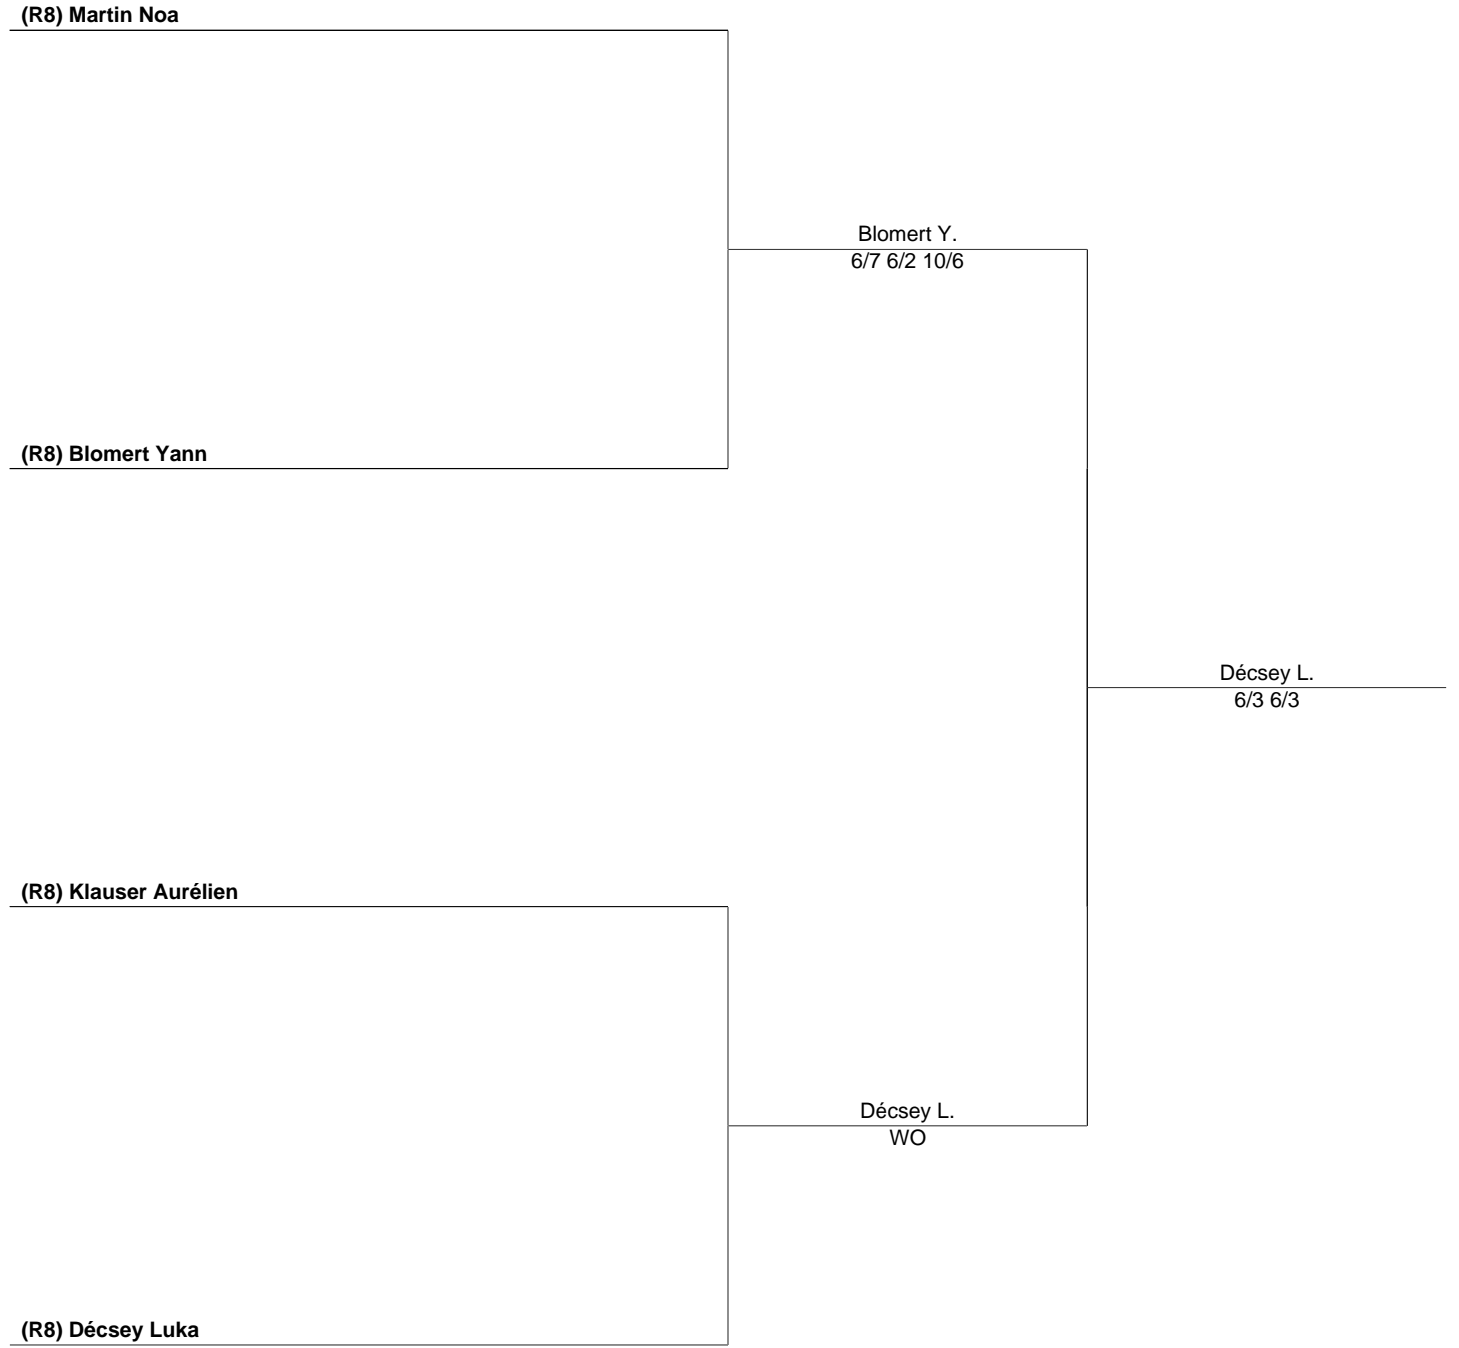 (R8) Martin Noa
Blomert Y.
6/7 6/2 10/6
(R8) Blomert Yann
Décsey L.
6/3 6/3
(R8) Klauser Aurélien
Décsey L.
WO
(R8) Décsey Luka